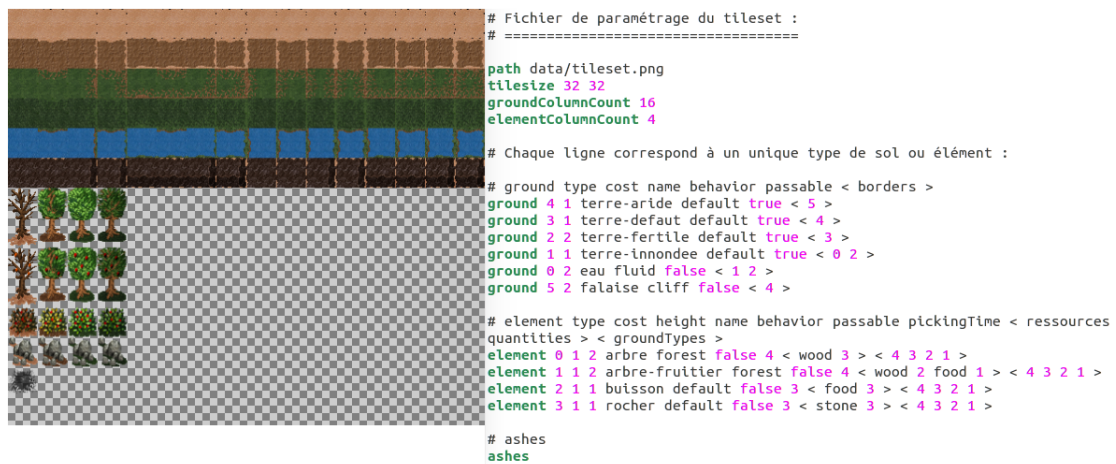 # Fichier de paramétrage du tileset :
# ===================================
path data/tileset.png
tilesize 32 32
groundColumnCount 16
elementColumnCount 4
# Chaque ligne correspond à un unique type de sol ou élément :
# ground type cost name behavior passable < borders >
ground 4 1 terre-aride default true < 5 >
ground 3 1 terre-defaut default true < 4 >
ground 2 2 terre-fertile default true < 3 >
ground 1 1 terre-innondee default true < 0 2 >
ground 0 2 eau fluid false < 1 2 >
ground 5 2 falaise cliff false < 4 >
# element type cost height name behavior passable pickingTime < ressources
quantities > < groundTypes >
element 0 1 2 arbre forest false 4 < wood 3 > < 4 3 2 1 >
element 1 1 2 arbre-fruittier forest false 4 < wood 2 food 1 > < 4 3 2 1 >
element 2 1 1 buisson default false 3 < food 3 > < 4 3 2 1 >
element 3 1 1 rocher default false 3 < stone 3 > < 4 3 2 1 >
# ashes
ashes